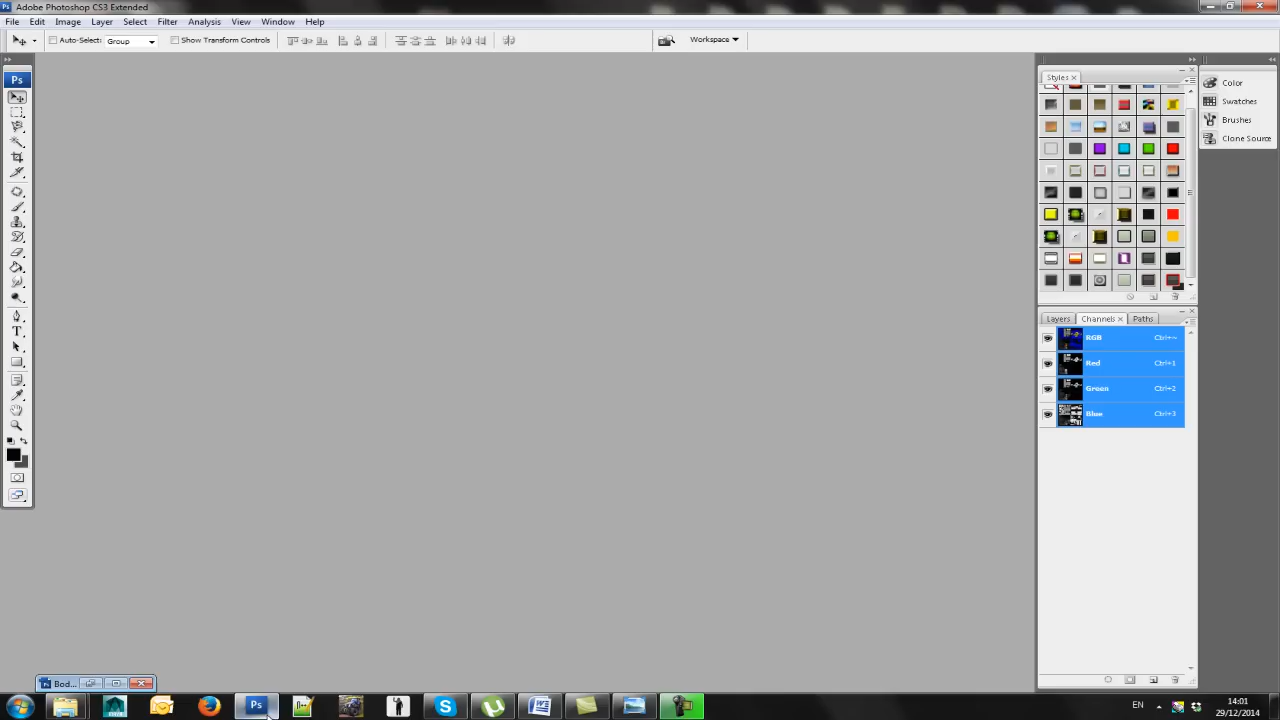 Adobe Photoshop CS3 Extended
File Edit Image Layer Select Filter Analysis View Window Help
Auto-Select: Group Show Transform Controls Workspace
Ps
Styles
Color
Swatches
Brushes
Clone Source
Layers Channels Paths
RGB Ctrl+~
Red Ctrl+1
Green Ctrl+2
Blue Ctrl+3
Bod...
Ps
EN
14:01
29/12/2014